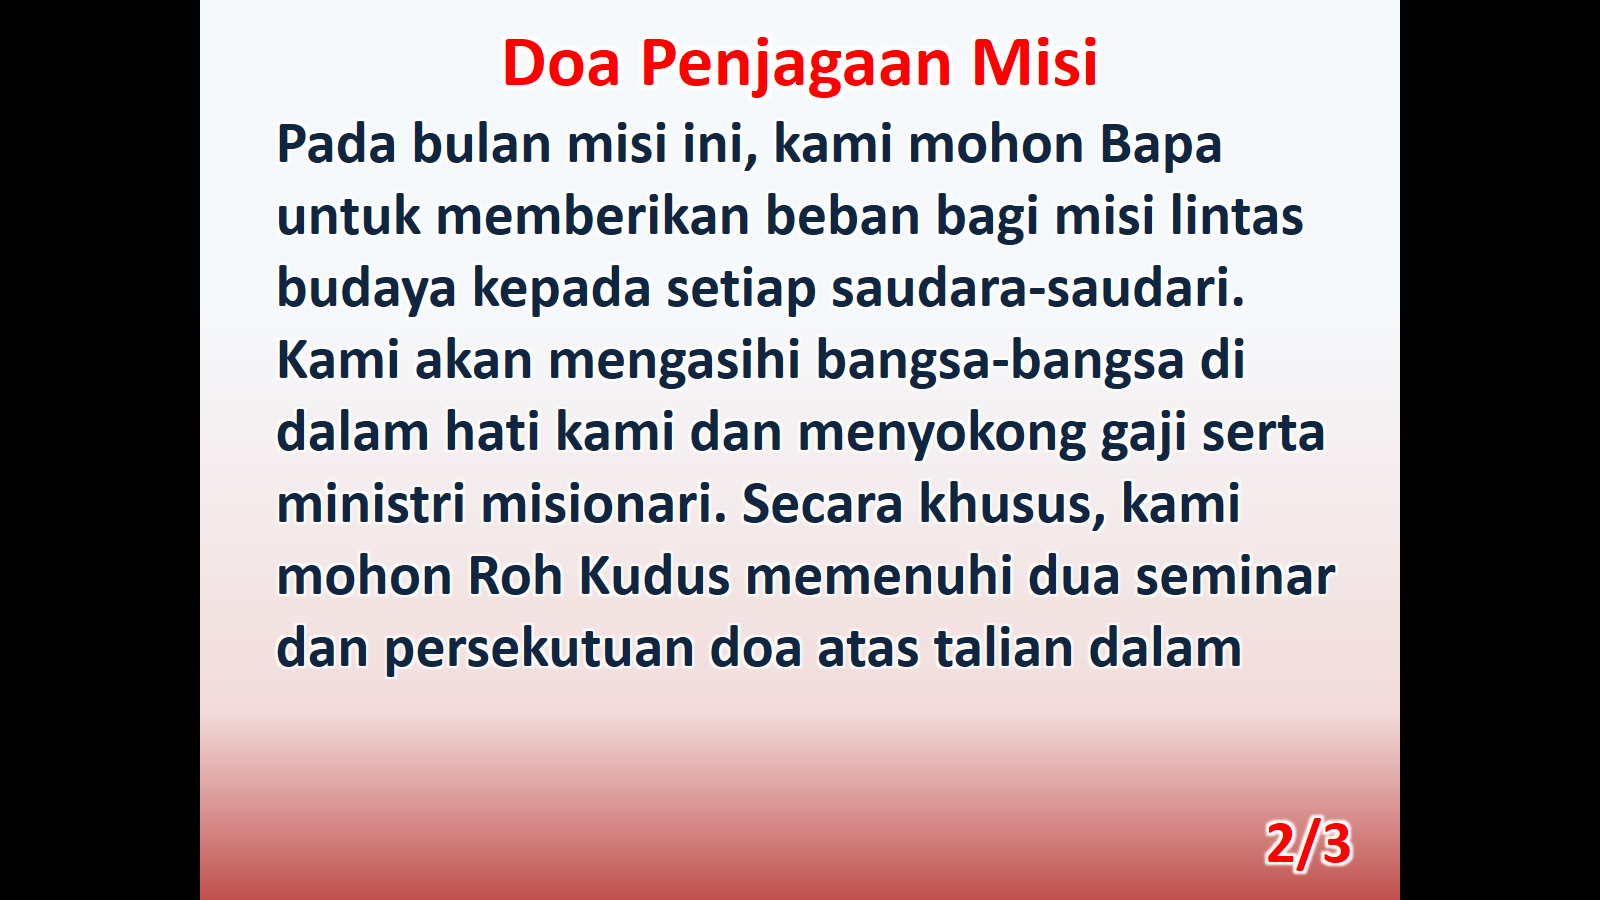 Doa Penjagaan Misi
Pada bulan misi ini, kami mohon Bapa
untuk memberikan beban bagi misi lintas
budaya kepada setiap saudara-saudari.
Kami akan mengasihi bangsa-bangsa di
dalam hati kami dan menyokong gaji serta
ministri misionari. Secara khusus, kami
mohon Roh Kudus memenuhi dua seminar
dan persekutuan doa atas talian dalam
2/3